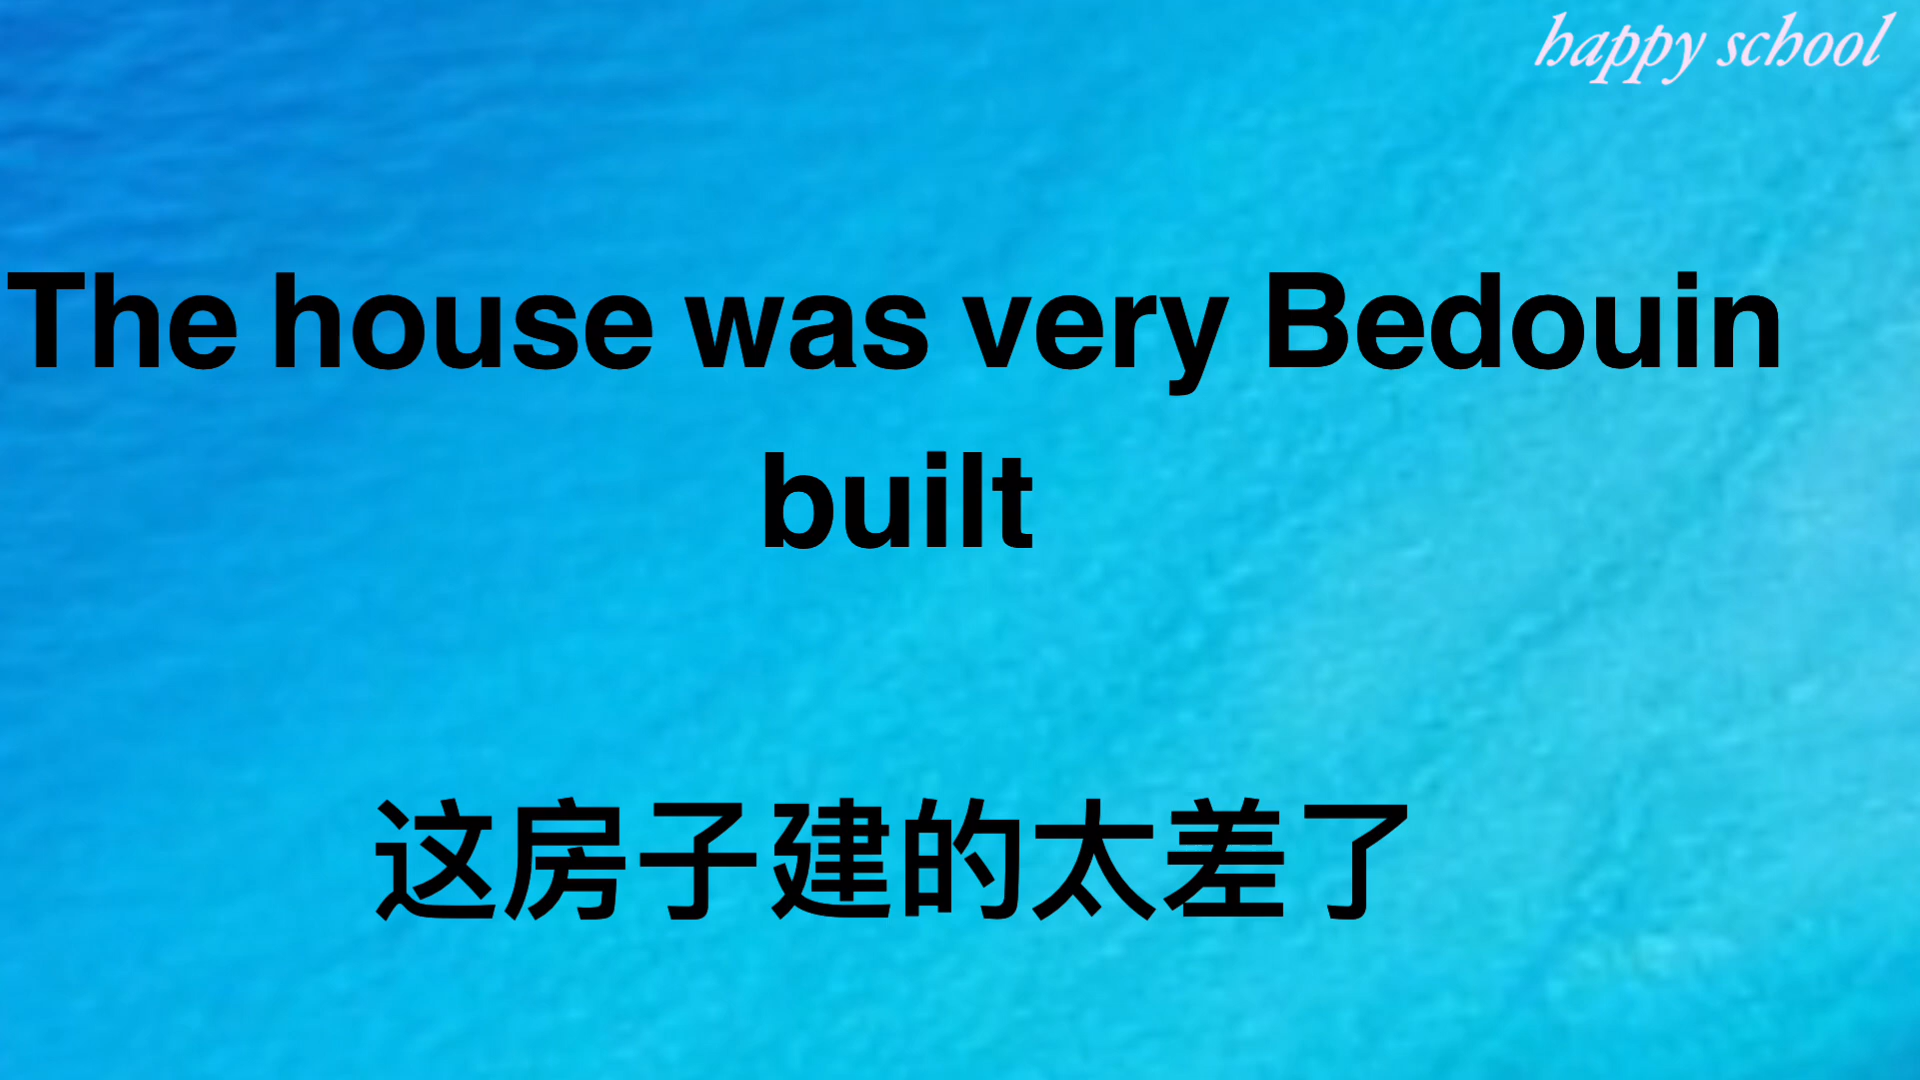 happy school
The house was very Bedouin
built
这房子建的太差了